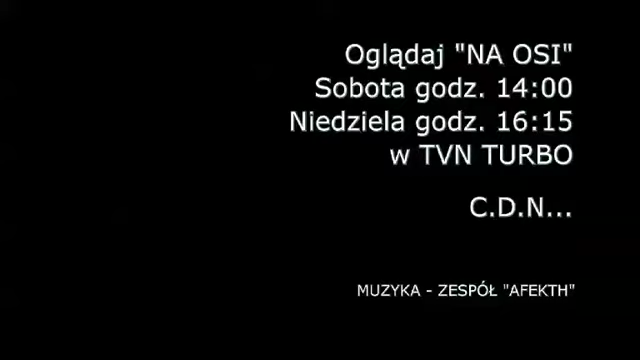 Oglądaj "NA OSI"
Sobota godz. 14:00
Niedziela godz. 16:15
w TVN TURBO
C.D.N...
MUZYKA - ZESPÓŁ "AFEKTH"